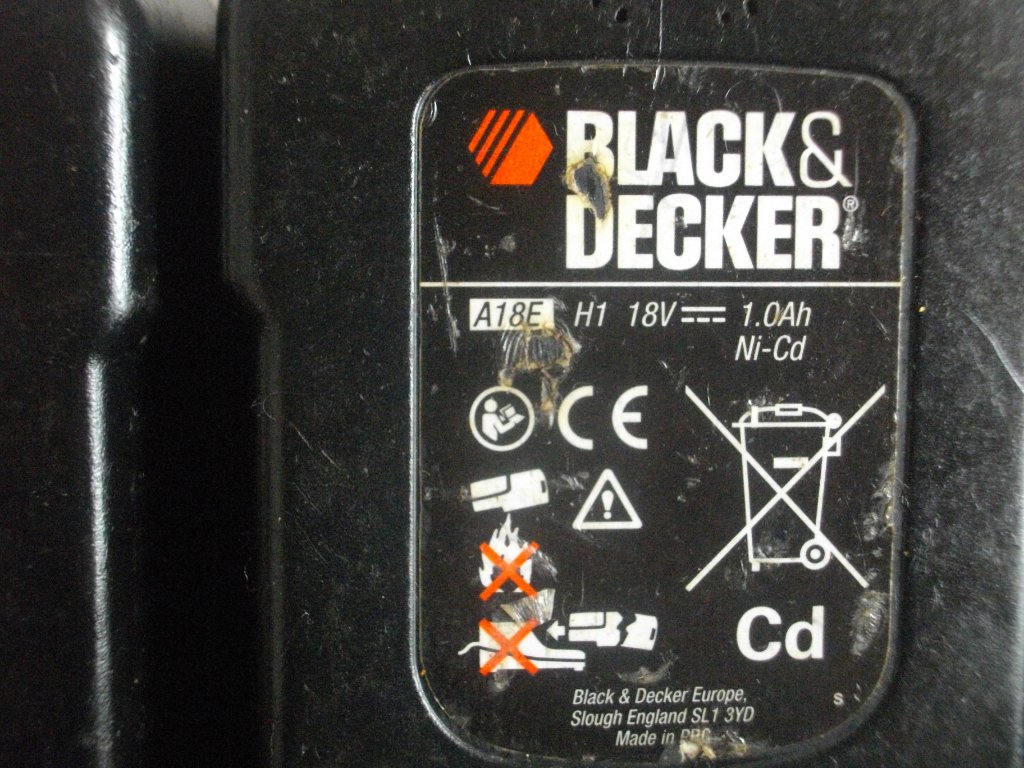 BLACK&
DECKER®
A18E H1 18V 1.0Ah
Ni-Cd
CE
Cd
Black & Decker Europe,
Slough England SL1 3YD
S
Made in PRC